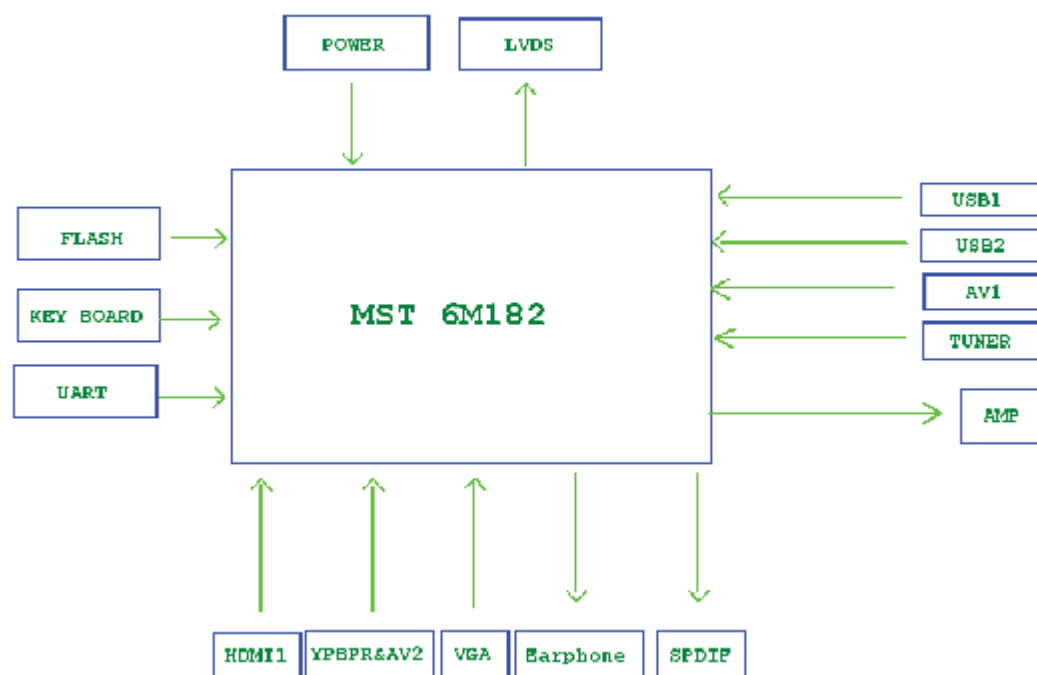 POWER
LVDS
USB1
FLASH
USB2
AV1
KEY BOARD
MST 6M182
TUNER
UART
AMP
HDMI1
YPBPR&AV2
VGA
Earphone
SPDIF